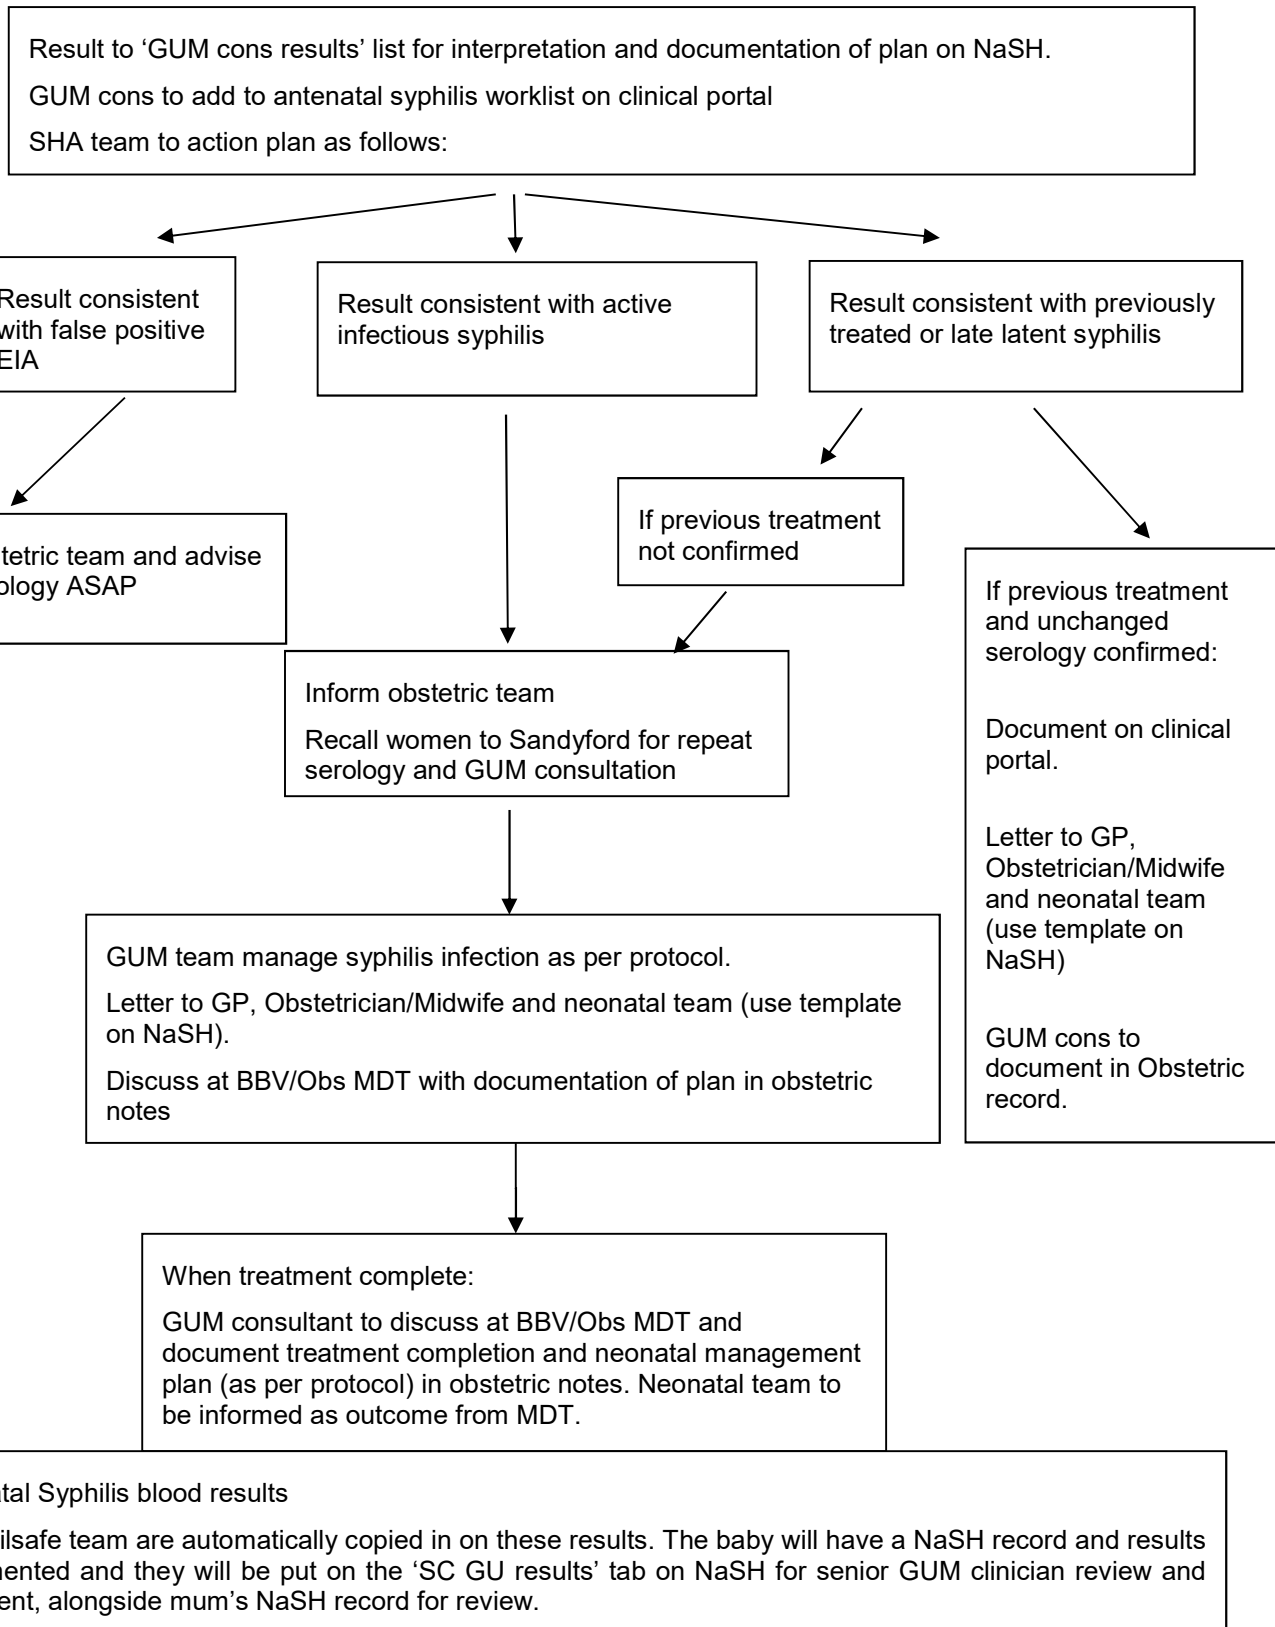 Result to ‘GUM cons results’ list for interpretation and documentation of plan on NaSH.
GUM cons to add to antenatal syphilis worklist on clinical portal
SHA team to action plan as follows:
Result consistent
with false positive
EIA
Result consistent with active
infectious syphilis
Result consistent with previously
treated or late latent syphilis
If previous treatment
not confirmed
tetric team and advise
ology ASAP
If previous treatment
and unchanged
serology confirmed:
Document on clinical
portal.
Letter to GP,
Obstetrician/Midwife
and neonatal team
(use template on
NaSH)
GUM cons to
document in Obstetric
record.
Inform obstetric team
Recall women to Sandyford for repeat
serology and GUM consultation
GUM team manage syphilis infection as per protocol.
Letter to GP, Obstetrician/Midwife and neonatal team (use template
on NaSH).
Discuss at BBV/Obs MDT with documentation of plan in obstetric
notes
When treatment complete:
GUM consultant to discuss at BBV/Obs MDT and
document treatment completion and neonatal management
plan (as per protocol) in obstetric notes. Neonatal team to
be informed as outcome from MDT.
atal Syphilis blood results
ilsafe team are automatically copied in on these results. The baby will have a NaSH record and results
ented and they will be put on the ‘SC GU results’ tab on NaSH for senior GUM clinician review and
ent, alongside mum’s NaSH record for review.